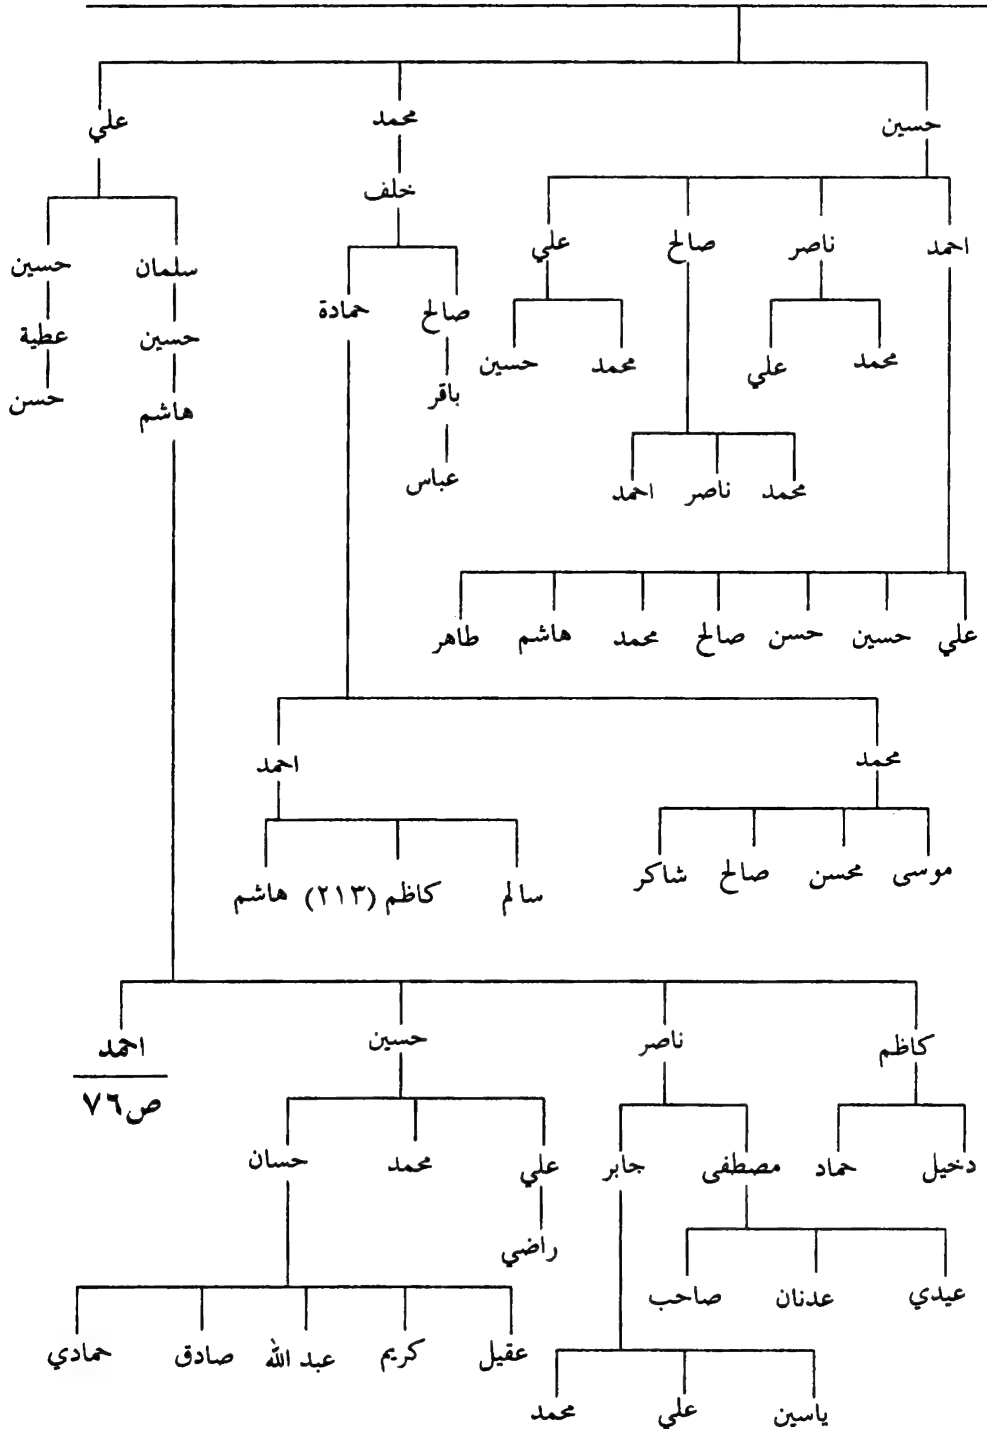 حسين محمد علي
خلف
احمد ناصر صالح علي سلمان حسين
صالح حمادة حسين عطية
محمد علي محمد حسين
باقر هاشم حسن
عباس
محمد ناصر احمد
علي حسين حسن صالح محمد هاشم طاهر
محمد احمد
موسى محسن صالح شاكر سالم كاظم (٢١٣) هاشم
كاظم ناصر حسين احمد
ص٧٦
دخيل حماد مصطفى جابر علي محمد حسان
راضي
عيدي عدنان صاحب
عقيل كريم عبد الله صادق حمادي
ياسين علي محمد